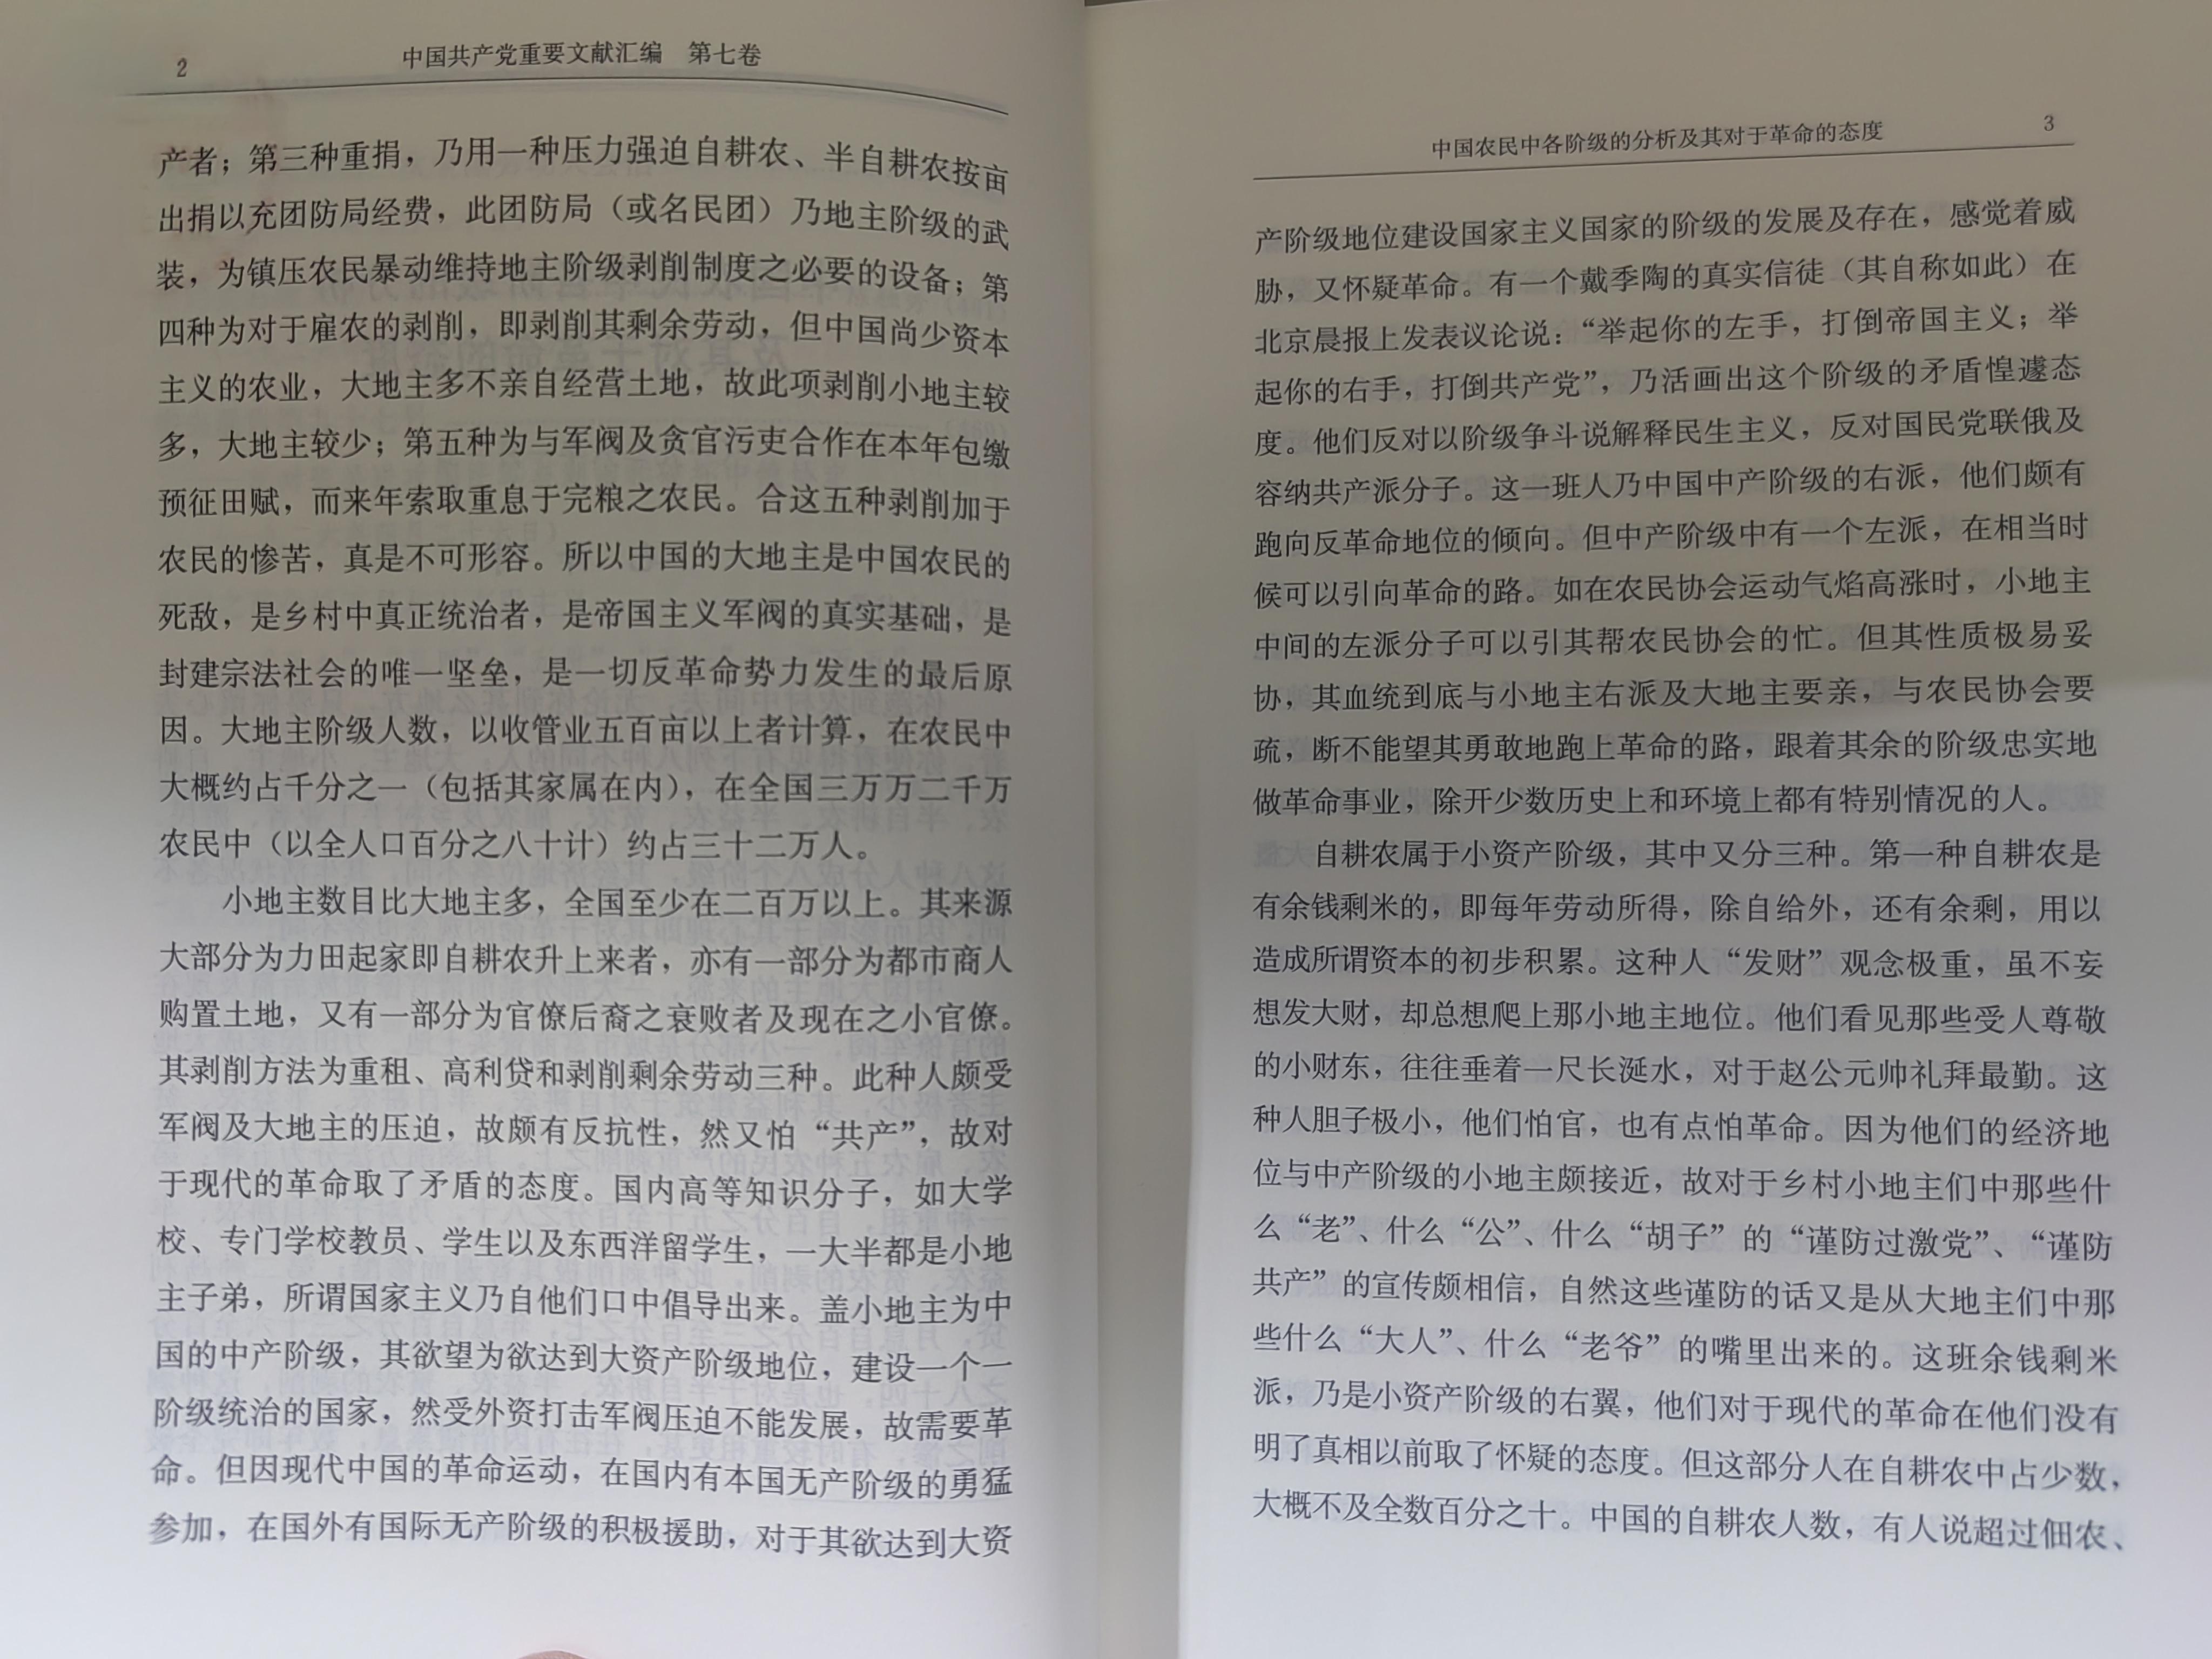 2
中国共产党重要文献汇编　第七卷
产者；第三种重捐，乃用一种压力强迫自耕农、半自耕农按亩
出捐以充团防局经费，此团防局（或名民团）乃地主阶级的武
装，为镇压农民暴动维持地主阶级剥削制度之必要的设备；第
四种为对于雇农的剥削，即剥削其剩余劳动，但中国尚少资本
主义的农业，大地主多不亲自经营土地，故此项剥削小地主较
多，大地主较少；第五种为与军阀及贪官污吏合作在本年包缴
预征田赋，而来年索取重息于完粮之农民。合这五种剥削加于
农民的惨苦，真是不可形容。所以中国的大地主是中国农民的
死敌，是乡村中真正统治者，是帝国主义军阀的真实基础，是
封建宗法社会的唯一坚垒，是一切反革命势力发生的最后原
因。大地主阶级人数，以收管业五百亩以上者计算，在农民中
大概约占千分之一（包括其家属在内），在全国三万万二千万
农民中（以全人口百分之八十计）约占三十二万人。
小地主数目比大地主多，全国至少在二百万以上。其来源
大部分为力田起家即自耕农升上来者，亦有一部分为都市商人
购置土地，又有一部分为官僚后裔之衰败者及现在之小官僚。
其剥削方法为重租、高利贷和剥削剩余劳动三种。此种人颇受
军阀及大地主的压迫，故颇有反抗性，然又怕“共产”，故对
于现代的革命取了矛盾的态度。国内高等知识分子，如大学
校、专门学校教员、学生以及东西洋留学生，一大半都是小地
主子弟，所谓国家主义乃自他们口中倡导出来。盖小地主为中
国的中产阶级，其欲望为欲达到大资产阶级地位，建设一个一
阶级统治的国家，然受外资打击军阀压迫不能发展，故需要革
命。但因现代中国的革命运动，在国内有本国无产阶级的勇猛
参加，在国外有国际无产阶级的积极援助，对于其欲达到大资
中国农民中各阶级的分析及其对于革命的态度
3
产阶级地位建设国家主义国家的阶级的发展及存在，感觉着威
胁，又怀疑革命。有一个戴季陶的真实信徒（其自称如此）在
北京晨报上发表议论说：“举起你的左手，打倒帝国主义；举
起你的右手，打倒共产党”，乃活画出这个阶级的矛盾惶遽态
度。他们反对以阶级争斗说解释民生主义，反对国民党联俄及
容纳共产派分子。这一班人乃中国中产阶级的右派，他们颇有
跑向反革命地位的倾向。但中产阶级中有一个左派，在相当时
候可以引向革命的路。如在农民协会运动气焰高涨时，小地主
中间的左派分子可以引其帮农民协会的忙。但其性质极易妥
协，其血统到底与小地主右派及大地主要亲，与农民协会要
疏，断不能望其勇敢地跑上革命的路，跟着其余的阶级忠实地
做革命事业，除开少数历史上和环境上都有特别情况的人。
自耕农属于小资产阶级，其中又分三种。第一种自耕农是
有余钱剩米的，即每年劳动所得，除自给外，还有余剩，用以
造成所谓资本的初步积累。这种人“发财”观念极重，虽不妄
想发大财，却总想爬上那小地主地位。他们看见那些受人尊敬
的小财东，往往垂着一尺长涎水，对于赵公元帅礼拜最勤。这
种人胆子极小，他们怕官，也有点怕革命。因为他们的经济地
位与中产阶级的小地主颇接近，故对于乡村小地主们中那些什
么“老”、什么“公”、什么“胡子”的“谨防过激党”、“谨防
共产”的宣传颇相信，自然这些谨防的话又是从大地主们中那
些什么“大人”、什么“老爷”的嘴里出来的。这班余钱剩米
派，乃是小资产阶级的右翼，他们对于现代的革命在他们没有
明了真相以前取了怀疑的态度。但这部分人在自耕农中占少数，
大概不及全数百分之十。中国的自耕农人数，有人说超过佃农、